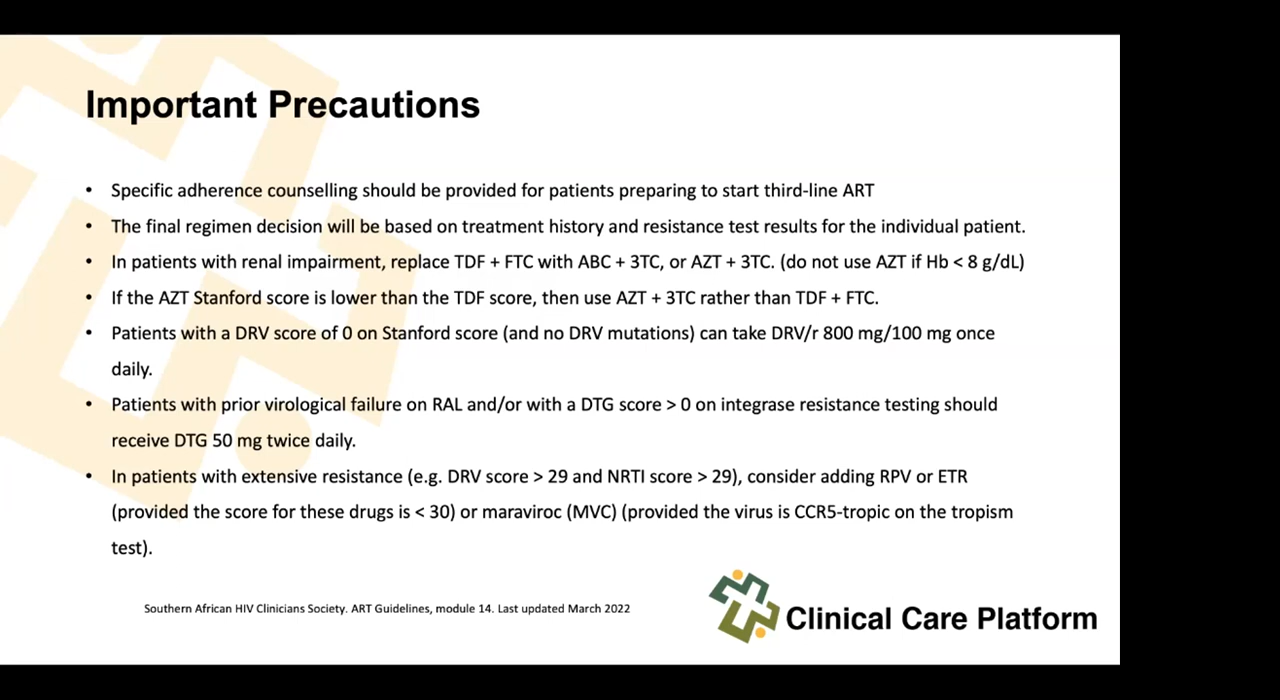 Important Precautions
• Specific adherence counselling should be provided for patients preparing to start third-line ART
• The final regimen decision will be based on treatment history and resistance test results for the individual patient.
• In patients with renal impairment, replace TDF + FTC with ABC + 3TC, or AZT + 3TC. (do not use AZT if Hb < 8 g/dL)
• If the AZT Stanford score is lower than the TDF score, then use AZT + 3TC rather than TDF + FTC.
• Patients with a DRV score of 0 on Stanford score (and no DRV mutations) can take DRV/r 800 mg/100 mg once
daily.
• Patients with prior virological failure on RAL and/or with a DTG score > 0 on integrase resistance testing should
receive DTG 50 mg twice daily.
• In patients with extensive resistance (e.g. DRV score > 29 and NRTI score > 29), consider adding RPV or ETR
(provided the score for these drugs is < 30) or maraviroc (MVC) (provided the virus is CCR5-tropic on the tropism
test).
Southern African HIV Clinicians Society. ART Guidelines, module 14. Last updated March 2022
Clinical Care Platform